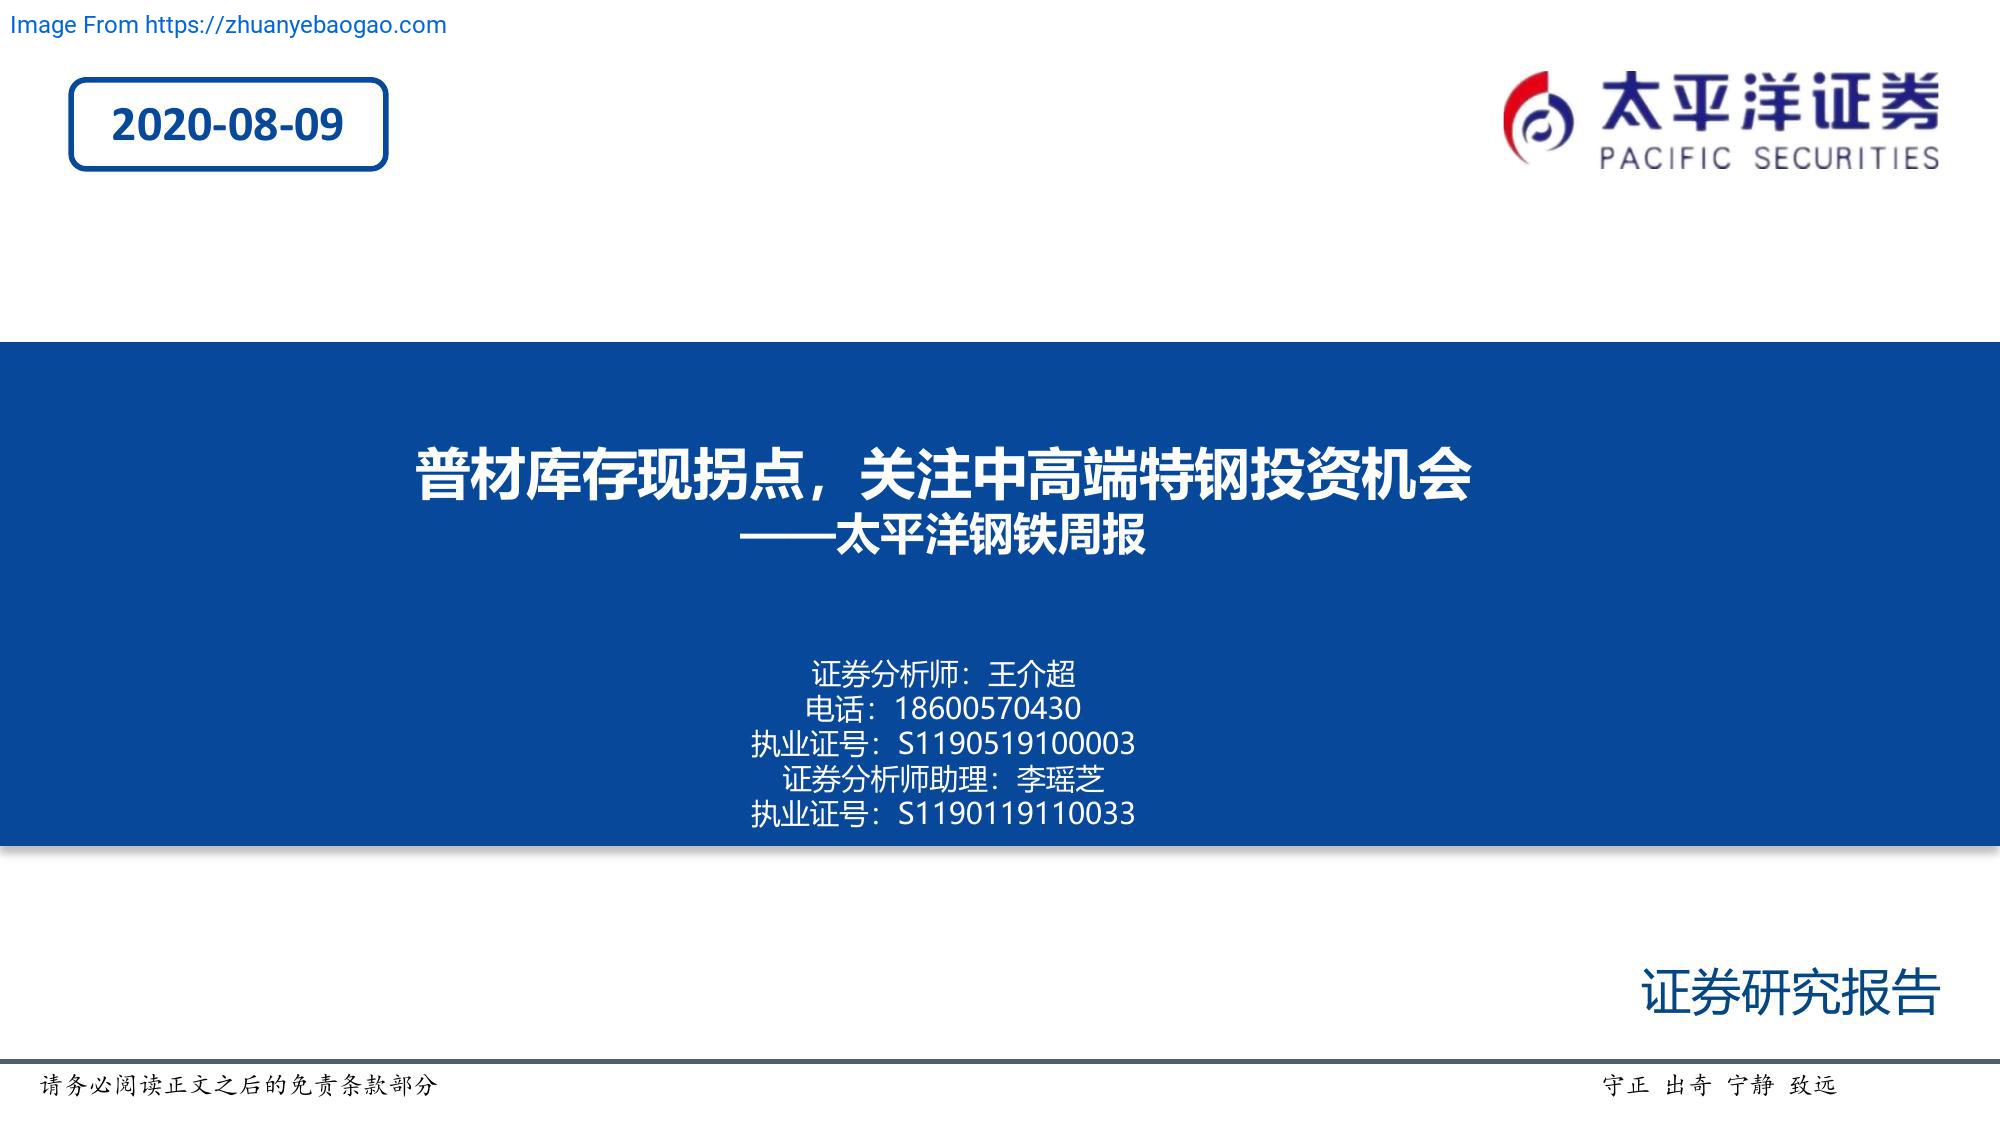 Image From https://zhuanyebaogao.com
2020-08-09
太平洋证券
PACIFIC SECURITIES
普材库存现拐点，关注中高端特钢投资机会
——太平洋钢铁周报
证券分析师：王介超
电话：18600570430
执业证号：S1190519100003
证券分析师助理：李瑶芝
执业证号：S1190119110033
证券研究报告
请务必阅读正文之后的免责条款部分
守正 出奇 宁静 致远